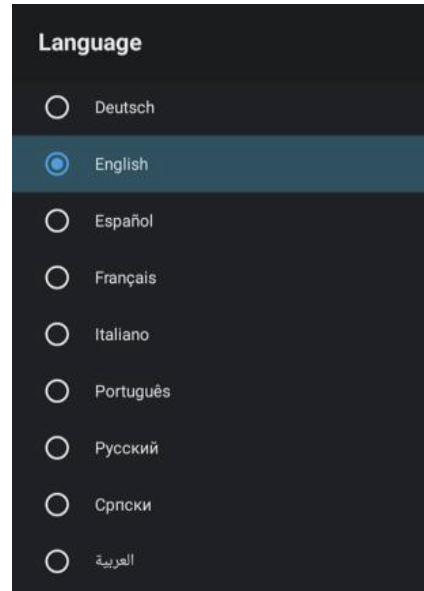 Language
Deutsch
English
Español
Français
Italiano
Português
Русский
Српски
العربية